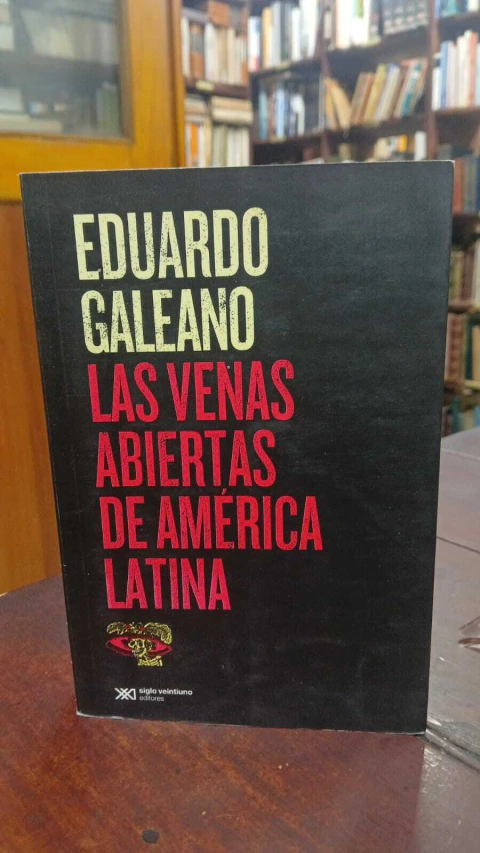 EDUARDO
GALEANO
LAS VENAS
ABIERTAS
DE AMÉRICA
LATINA
siglo veintiuno
editores